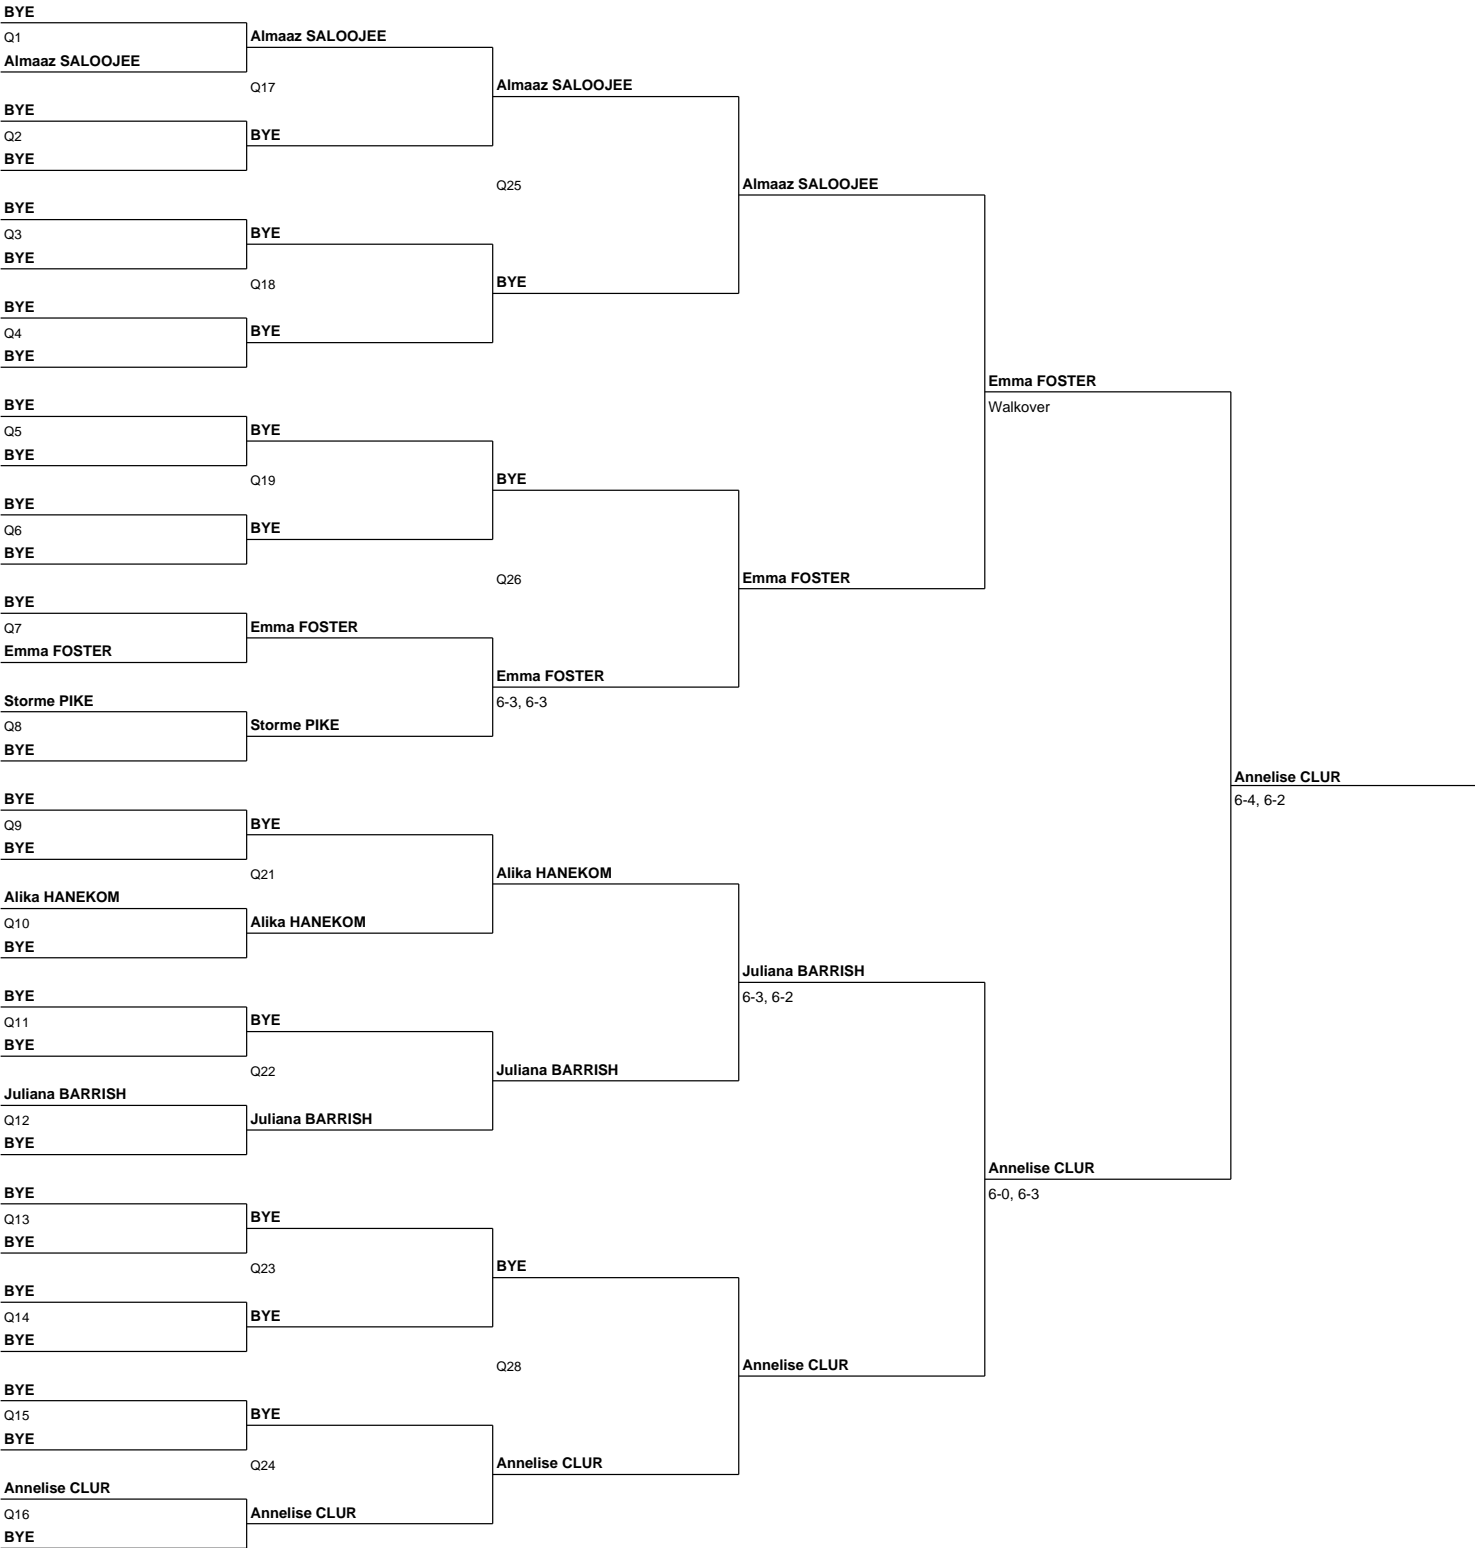 BYE
Q1
Almaaz SALOOJEE
BYE
Q2
BYE
BYE
Q3
BYE
BYE
Q4
BYE
BYE
Q5
BYE
BYE
Q6
BYE
BYE
Q7
Emma FOSTER
Storme PIKE
Q8
BYE
BYE
Q9
BYE
Alika HANEKOM
Q10
BYE
BYE
Q11
BYE
Juliana BARRISH
Q12
BYE
BYE
Q13
BYE
BYE
Q14
BYE
BYE
Q15
BYE
Annelise CLUR
Q16
BYE
Almaaz SALOOJEE
Q17
BYE
BYE
Q18
BYE
BYE
Q19
BYE
Emma FOSTER
Storme PIKE
BYE
Q21
Alika HANEKOM
BYE
Q22
Juliana BARRISH
BYE
Q23
BYE
BYE
Q24
Annelise CLUR
Almaaz SALOOJEE
Q25
BYE
BYE
Q26
Emma FOSTER
6-3, 6-3
Alika HANEKOM
Juliana BARRISH
BYE
Q28
Annelise CLUR
Almaaz SALOOJEE
Emma FOSTER
Juliana BARRISH
6-3, 6-2
Annelise CLUR
Emma FOSTER
Walkover
Annelise CLUR
6-0, 6-3
Annelise CLUR
6-4, 6-2